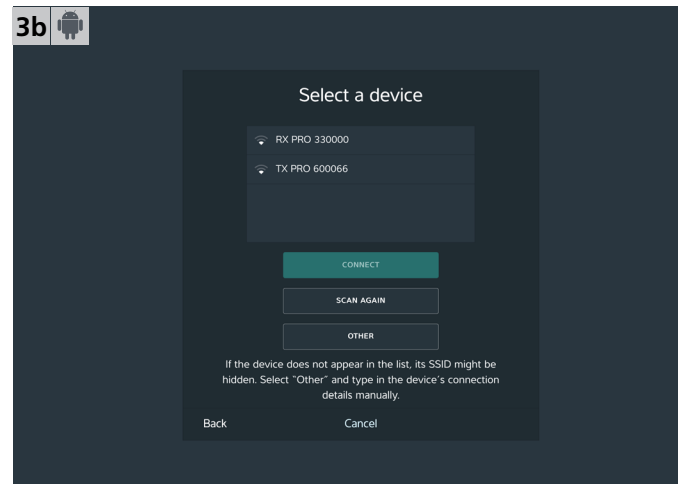 3b
Select a device
RX PRO 330000
TX PRO 600066
CONNECT
SCAN AGAIN
OTHER
If the device does not appear in the list, its SSID might be
hidden. Select "Other" and type in the device´s connection
details manually.
Back Cancel